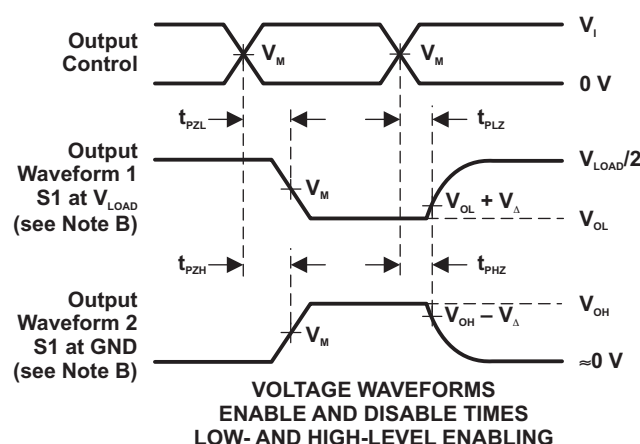 Output
Control
V_M
V_M
V_I
0 V
t_PZL
t_PLZ
Output
Waveform 1
S1 at V_LOAD
(see Note B)
V_M
V_OL + V_Δ
V_LOAD/2
V_OL
t_PZH
t_PHZ
Output
Waveform 2
S1 at GND
(see Note B)
V_M
V_OH – V_Δ
V_OH
≈0 V
VOLTAGE WAVEFORMS
ENABLE AND DISABLE TIMES
LOW- AND HIGH-LEVEL ENABLING